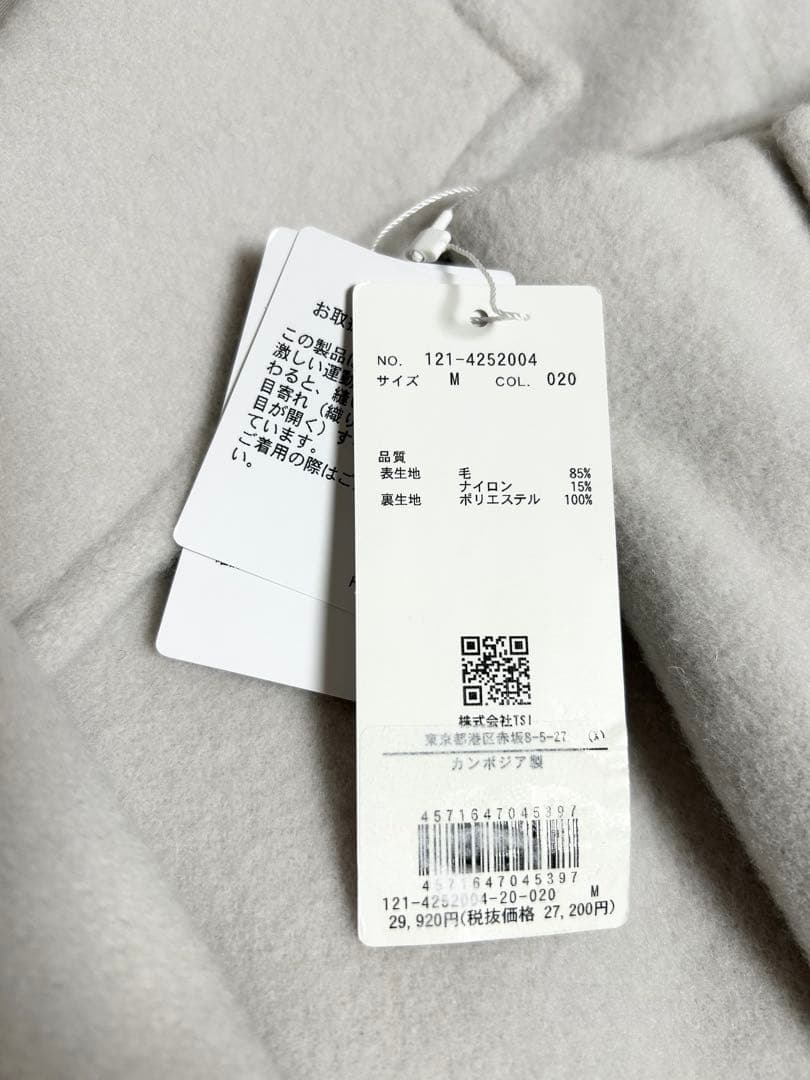 お取
この製品
激しい運動
わると、縫
目寄れ（織り
目が開く）す
ています。
ご着用の際はご
い。
NO. 121-4252004
サイズ M COL. 020
品質
表生地 毛 85%
ナイロン 15%
裏生地 ポリエステル 100%
株式会社TSI
東京都港区赤坂8-5-27 (A)
カンボジア製
4571647045397
4571647045397
121-4252004-20-020 M
29,920円(税抜価格 27,200円)